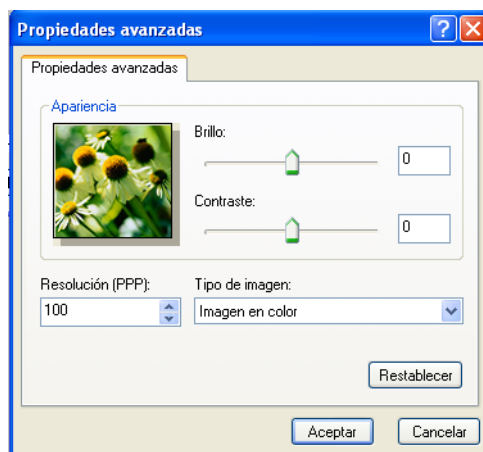 Propiedades avanzadas
Propiedades avanzadas
Apariencia
Brillo:
0
Contraste:
0
Resolución (PPP):
Tipo de imagen:
100
Imagen en color
Restablecer
Aceptar
Cancelar